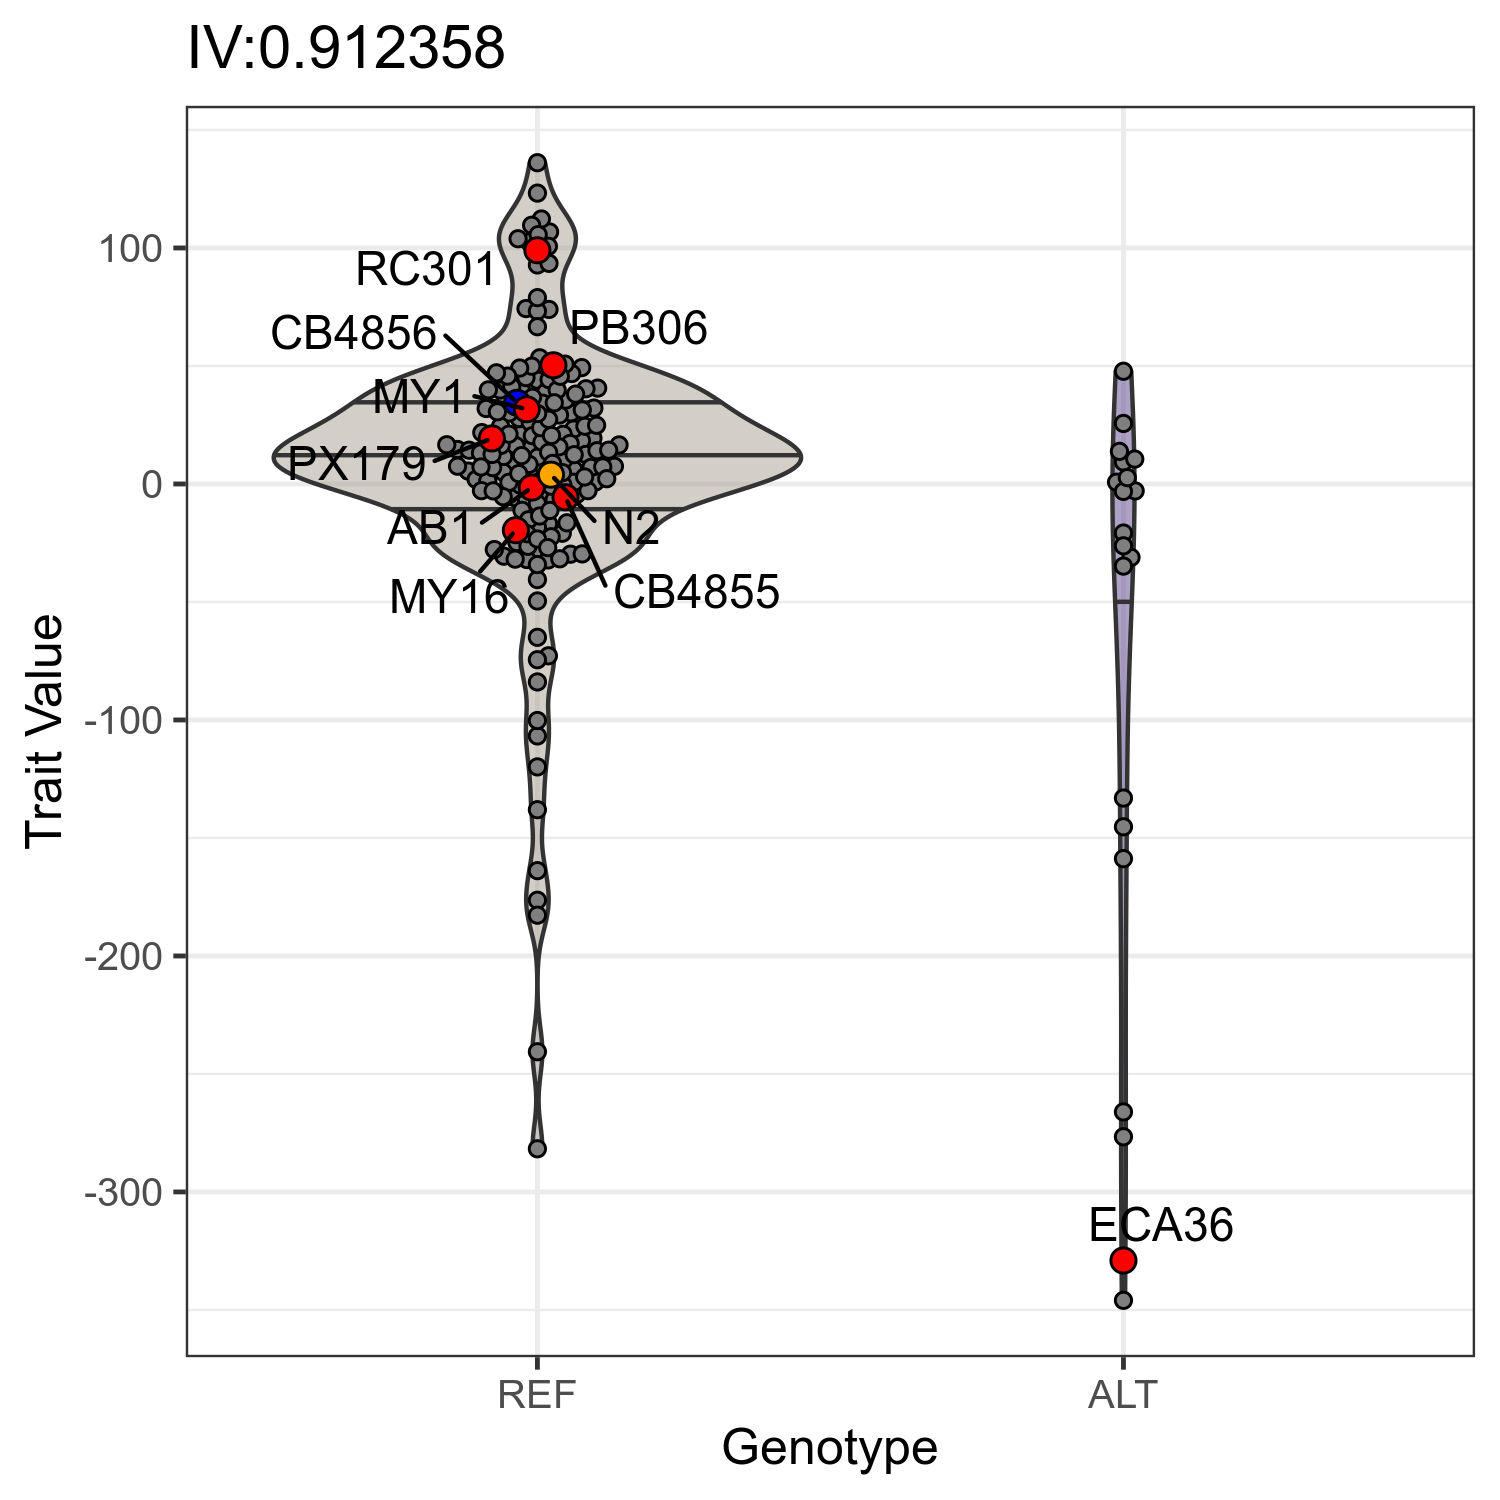 IV:0.912358
Trait Value
100
0
-100
-200
-300
RC301
CB4856
PB306
MY1
PX179
AB1
N2
MY16
CB4855
ECA36
REF
ALT
Genotype